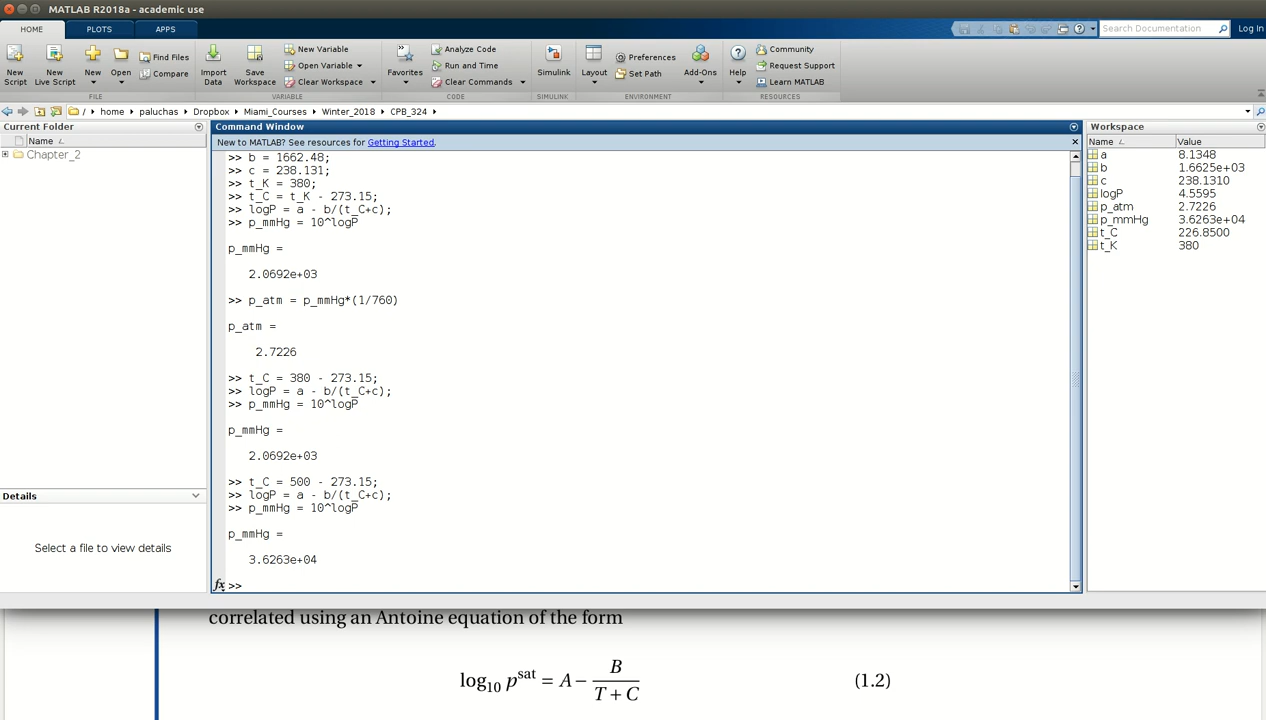 MATLAB R2018a - academic use
HOME PLOTS APPS
Search Documentation Log In
New Script
New Live Script
New
Open
Find Files
Compare
FILE
Import Data
Save Workspace
New Variable
Open Variable
Clear Workspace
VARIABLE
Favorites
Analyze Code
Run and Time
Clear Commands
CODE
Simulink
SIMULINK
Layout
Preferences
Set Path
Add-Ons
ENVIRONMENT
Help
Community
Request Support
Learn MATLAB
RESOURCES
/ home paluchas Dropbox Miami_Courses Winter_2018 CPB_324
Current Folder
Name
Chapter_2
Details
Select a file to view details
Command Window
New to MATLAB? See resources for Getting Started.
>> b = 1662.48;
>> c = 238.131;
>> t_K = 380;
>> t_C = t_K - 273.15;
>> logP = a - b/(t_C+c);
>> p_mmHg = 10^logP
p_mmHg =
2.0692e+03
>> p_atm = p_mmHg*(1/760)
p_atm =
2.7226
>> t_C = 380 - 273.15;
>> logP = a - b/(t_C+c);
>> p_mmHg = 10^logP
p_mmHg =
2.0692e+03
>> t_C = 500 - 273.15;
>> logP = a - b/(t_C+c);
>> p_mmHg = 10^logP
p_mmHg =
3.6263e+04
fx >>
Workspace
Name Value
a 8.1348
b 1.6625e+03
c 238.1310
logP 4.5595
p_atm 2.7226
p_mmHg 3.6263e+04
t_C 226.8500
t_K 380
correlated using an Antoine equation of the form
log₁₀ pˢᵃᵗ = A − B / (T + C) (1.2)